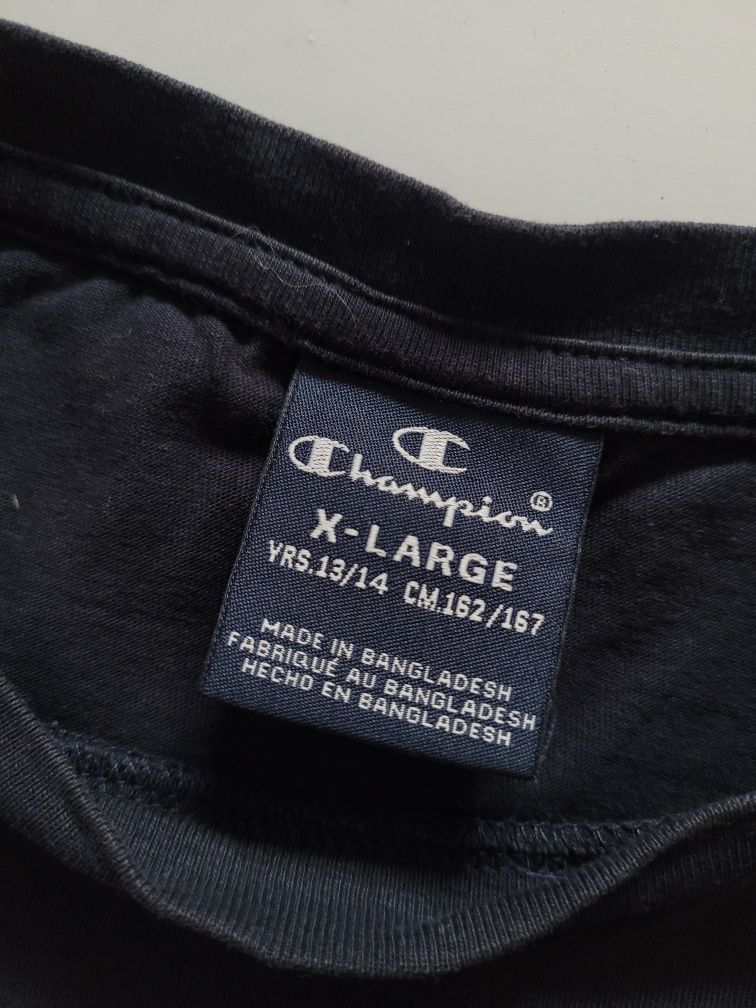 Champion®
X-LARGE
YRS.13/14 CM.162/167
MADE IN BANGLADESH
FABRIQUÉ AU BANGLADESH
HECHO EN BANGLADESH